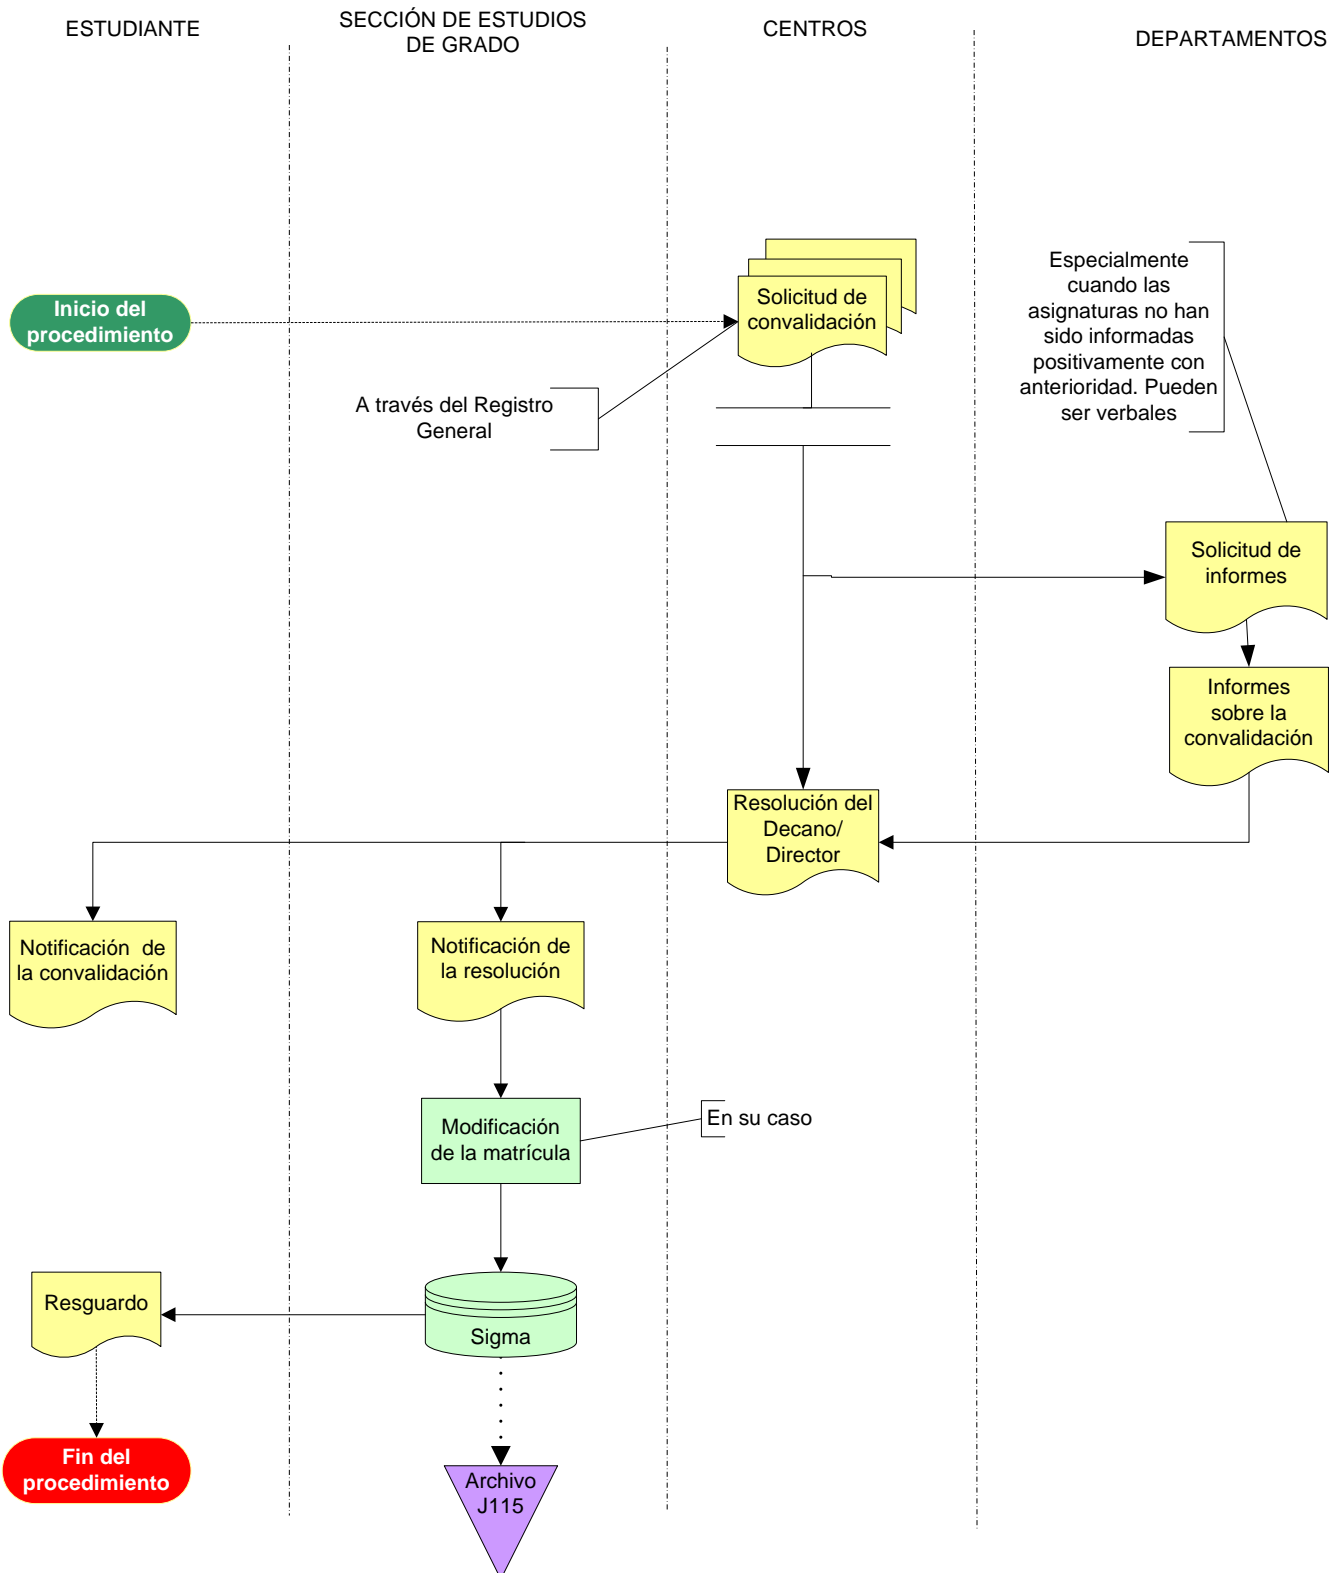 ESTUDIANTE
SECCIÓN DE ESTUDIOS
DE GRADO
CENTROS
DEPARTAMENTOS
Inicio del
procedimiento
Solicitud de
convalidación
A través del Registro
General
Especialmente
cuando las
asignaturas no han
sido informadas
positivamente con
anterioridad. Pueden
ser verbales
Solicitud de
informes
Informes
sobre la
convalidación
Resolución del
Decano/
Director
Notificación de
la convalidación
Notificación de
la resolución
Modificación
de la matrícula
En su caso
Resguardo
Sigma
Fin del
procedimiento
Archivo
J115